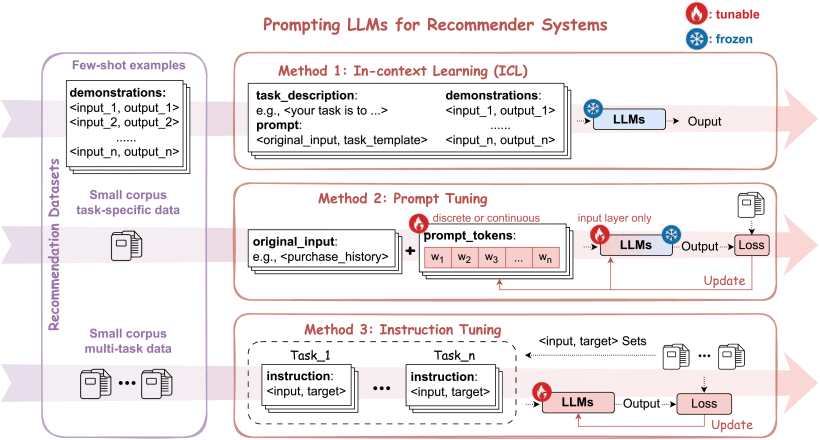 Prompting LLMs for Recommender Systems
: tunable
: frozen
Recommendation Datasets
Few-shot examples
demonstrations:
<input_1, output_1>
<input_2, output_2>
......
<input_n, output_n>
Small corpus
task-specific data
Small corpus
multi-task data
Method 1: In-context Learning (ICL)
task_description:
e.g., <your task is to ...>
prompt:
<original_input, task_template>
demonstrations:
<input_1, output_1>
......
<input_n, output_n>
LLMs
Ouput
Method 2: Prompt Tuning
original_input:
e.g., <purchase_history>
+
discrete or continuous
prompt_tokens:
w1 w2 w3 ... wn
input layer only
LLMs
Output
Loss
Update
Method 3: Instruction Tuning
Task_1
instruction:
<input, target>
...
Task_n
instruction:
<input, target>
<input, target> Sets
...
LLMs
Output
Loss
Update